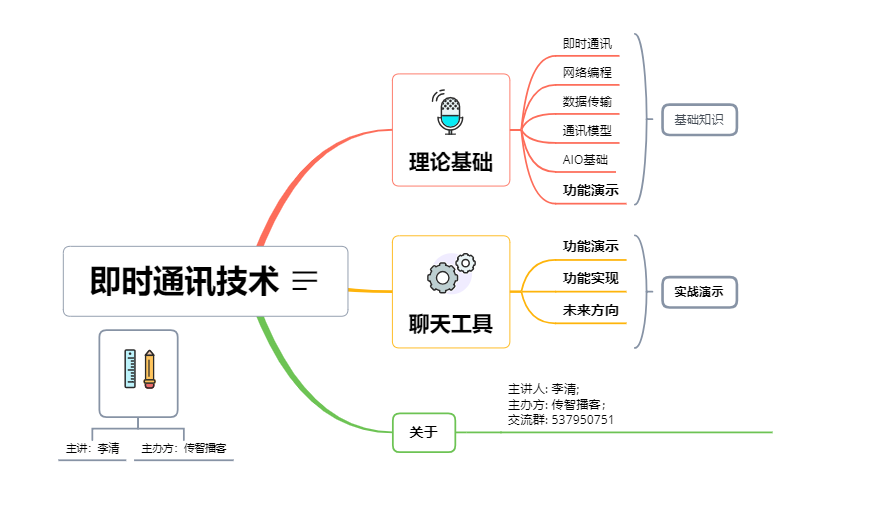 即时通讯
网络编程
数据传输
通讯模型
AIO基础
功能演示
基础知识
理论基础
即时通讯技术
功能演示
功能实现
未来方向
实战演示
聊天工具
主讲：李清
主办方：传智播客
关于
主讲人: 李清;
主办方: 传智播客;
交流群: 537950751